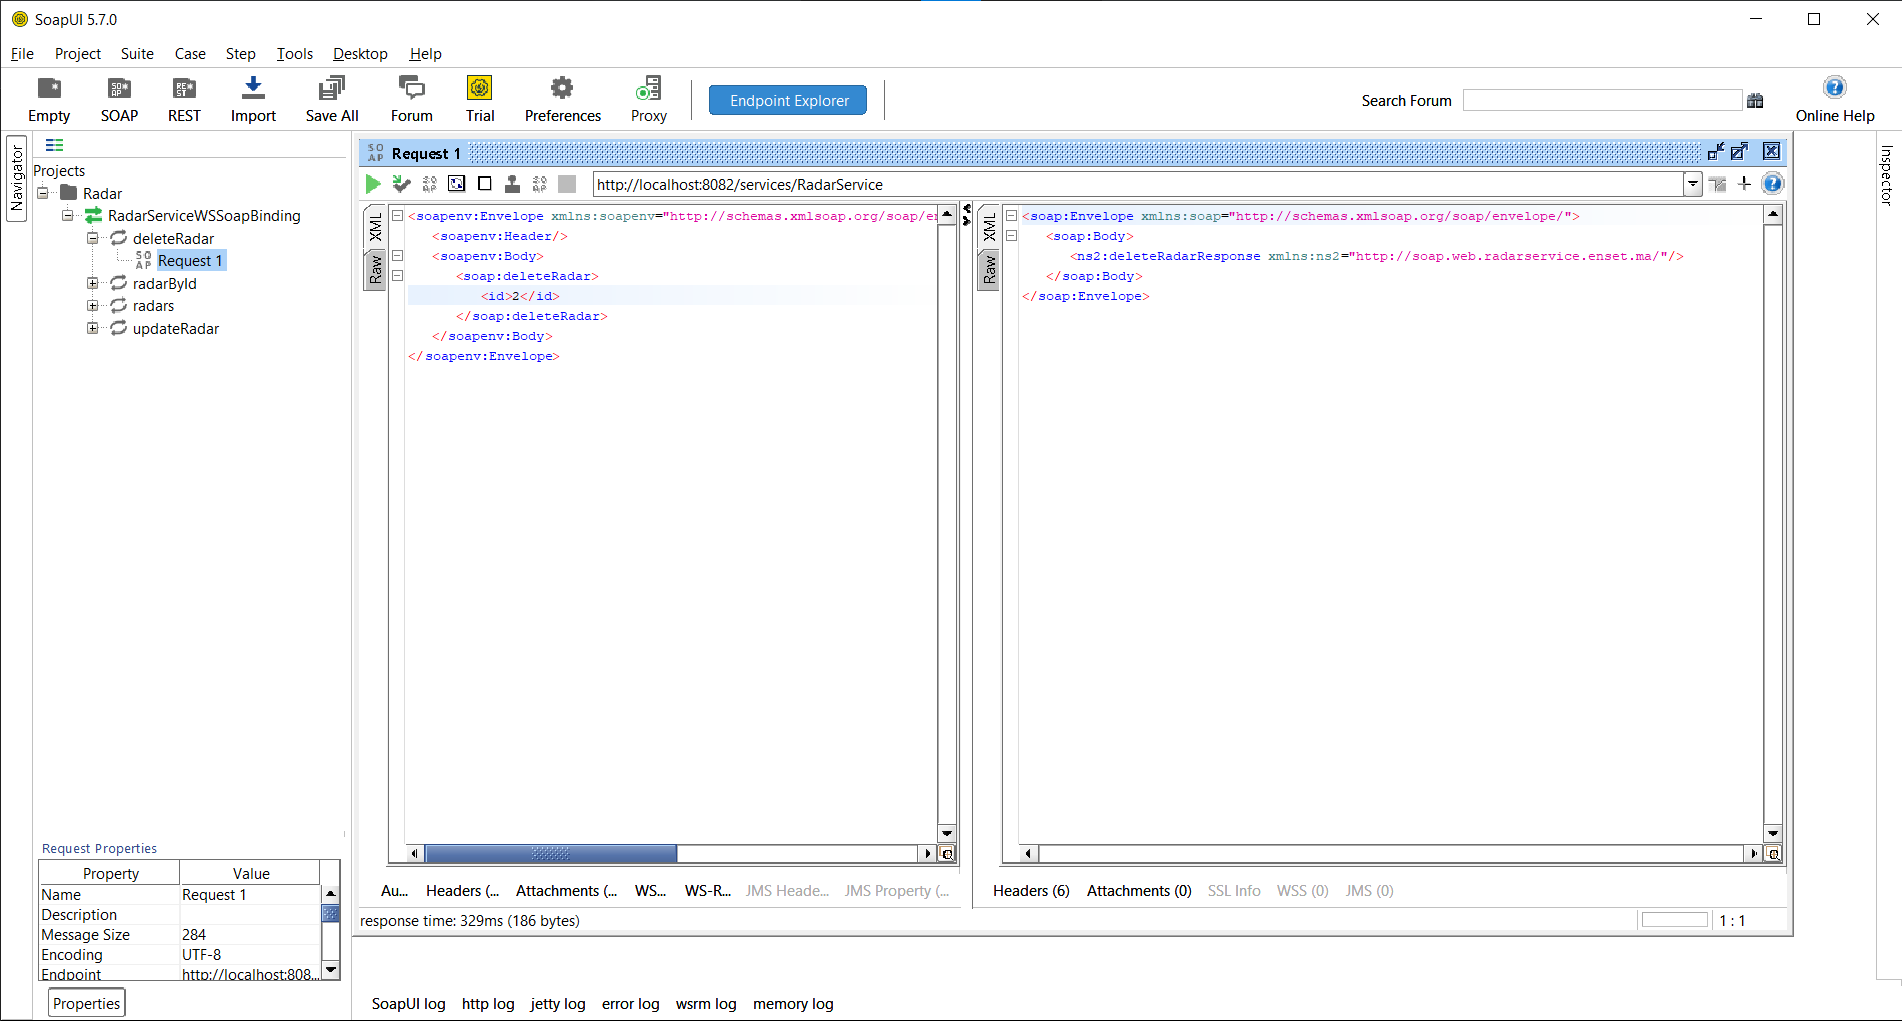 SoapUI 5.7.0
File Project Suite Case Step Tools Desktop Help
Empty SOAP REST Import Save All Forum Trial Preferences Proxy Endpoint Explorer Search Forum Online Help
Navigator
Projects
Radar
RadarServiceWSSoapBinding
deleteRadar
Request 1
radarById
radars
updateRadar
Request Properties
Property Value
Name Request 1
Description
Message Size 284
Encoding UTF-8
Endpoint http://localhost:808...
Properties
Request 1
http://localhost:8082/services/RadarService
XML
Raw
<soapenv:Envelope xmlns:soapenv="http://schemas.xmlsoap.org/soap/en
<soapenv:Header/>
<soapenv:Body>
<soap:deleteRadar>
<id>2</id>
</soap:deleteRadar>
</soapenv:Body>
</soapenv:Envelope>
Au... Headers (... Attachments (... WS... WS-R... JMS Heade... JMS Property (...
XML
Raw
<soap:Envelope xmlns:soap="http://schemas.xmlsoap.org/soap/envelope/">
<soap:Body>
<ns2:deleteRadarResponse xmlns:ns2="http://soap.web.radarservice.enset.ma/"/>
</soap:Body>
</soap:Envelope>
Headers (6) Attachments (0) SSL Info WSS (0) JMS (0)
response time: 329ms (186 bytes)
1 : 1
Inspector
SoapUI log http log jetty log error log wsrm log memory log